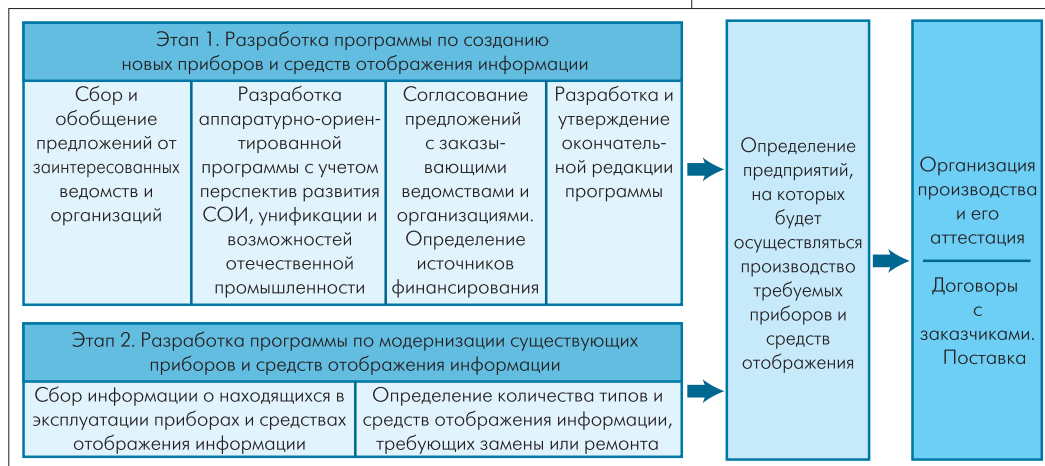 Этап 1. Разработка программы по созданию
новых приборов и средств отображения информации
Сбор и
обобщение
предложений от
заинтересованных
ведомств и
организаций
Разработка
аппаратурно-ориен-
тированной
программы с учетом
перспектив развития
СОИ, унификации и
возможностей
отечественной
промышленности
Согласование
предложений
с заказы-
вающими
ведомствами и
организациями.
Определение
источников
финансирования
Разработка и
утверждение
окончатель-
ной редакции
программы
Этап 2. Разработка программы по модернизации существующих
приборов и средств отображения информации
Сбор информации о находящихся в
эксплуатации приборах и средствах
отображения информации
Определение количества типов и
средств отображения информации,
требующих замены или ремонта
Определение
предприятий,
на которых
будет
осуществляться
производство
требуемых
приборов и
средств
отображения
Организация
производства
и его
аттестация
Договоры
с
заказчиками.
Поставка